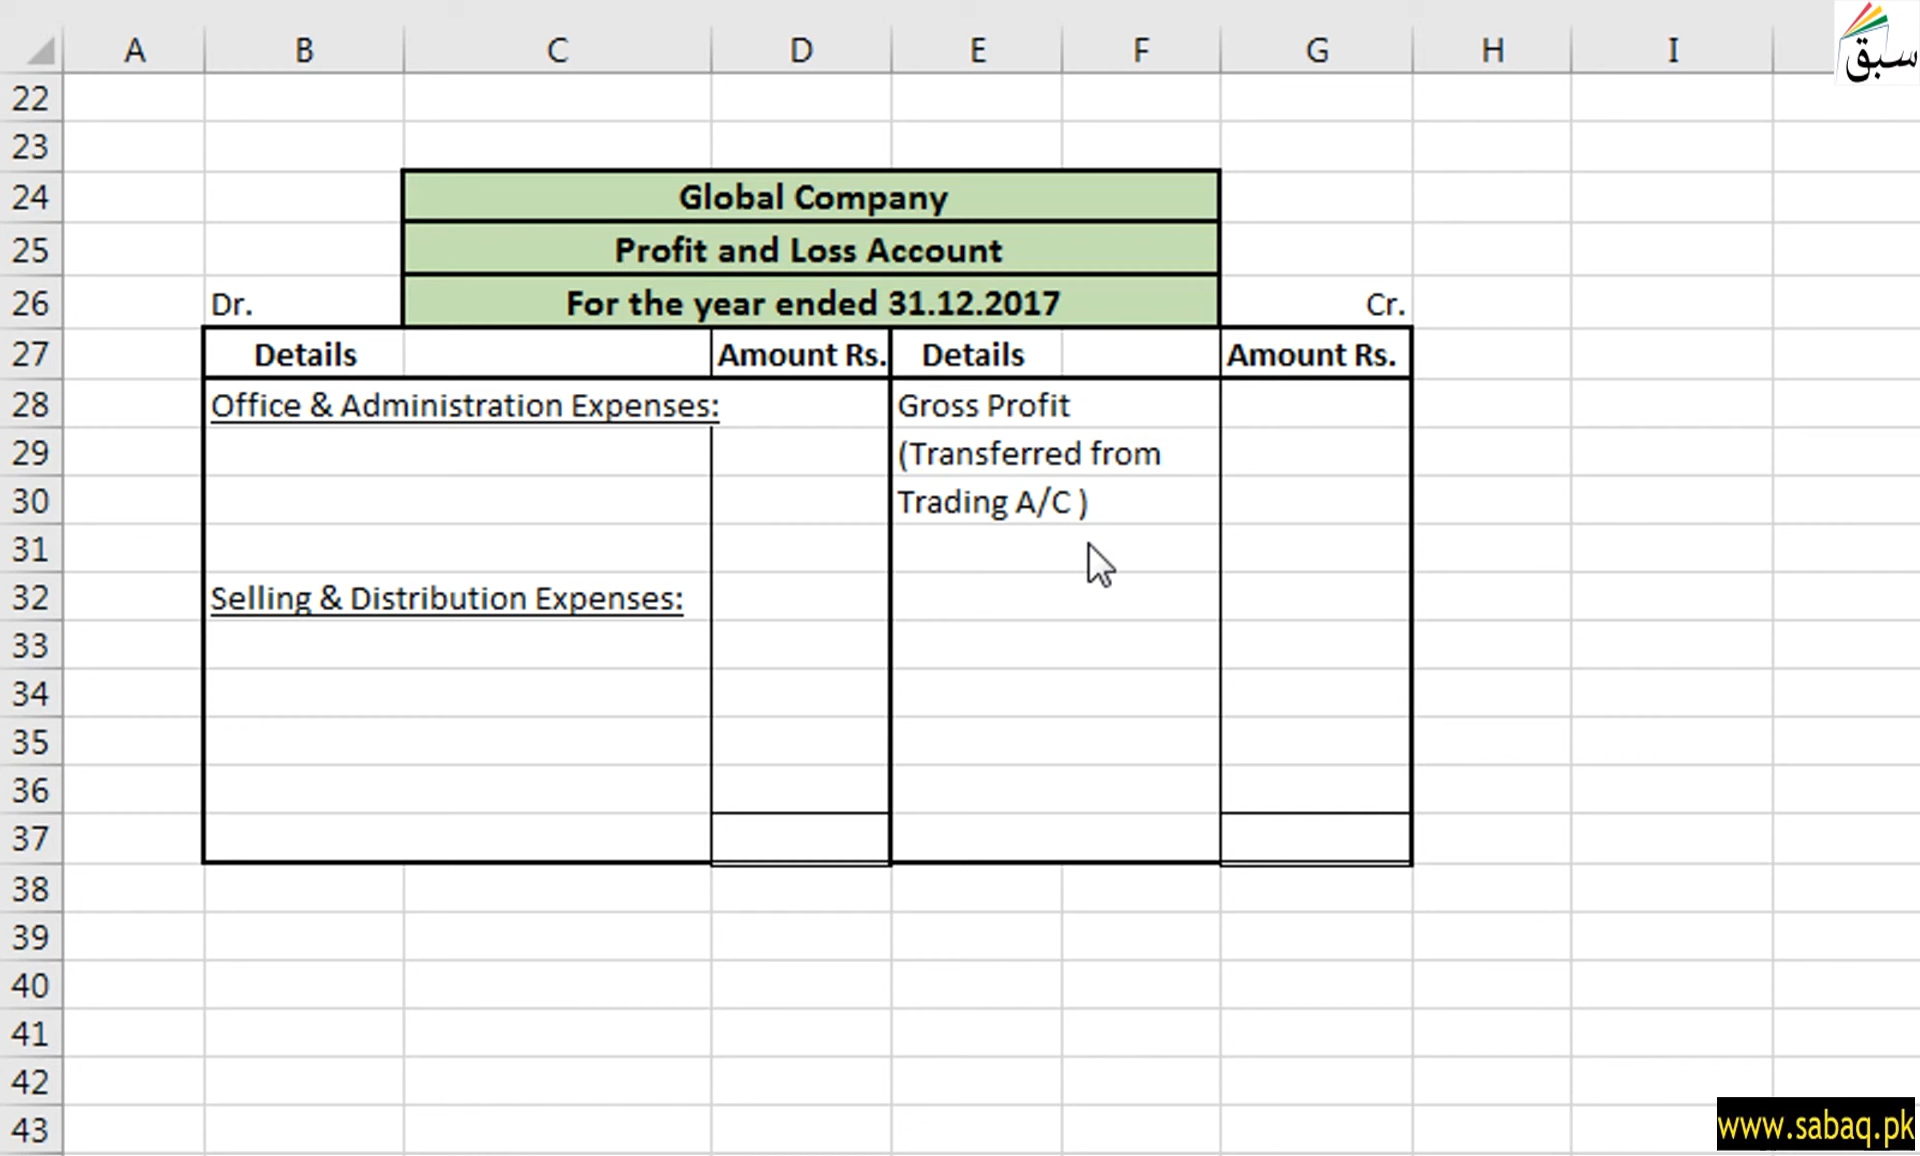 A B C D E F G H I
سبق
22
23
24 Global Company
25 Profit and Loss Account
26 Dr. For the year ended 31.12.2017 Cr.
27 Details Amount Rs. Details Amount Rs.
28 Office & Administration Expenses: Gross Profit
29 (Transferred from
30 Trading A/C )
31
32 Selling & Distribution Expenses:
33
34
35
36
37
38
39
40
41
42
43
www.sabaq.pk